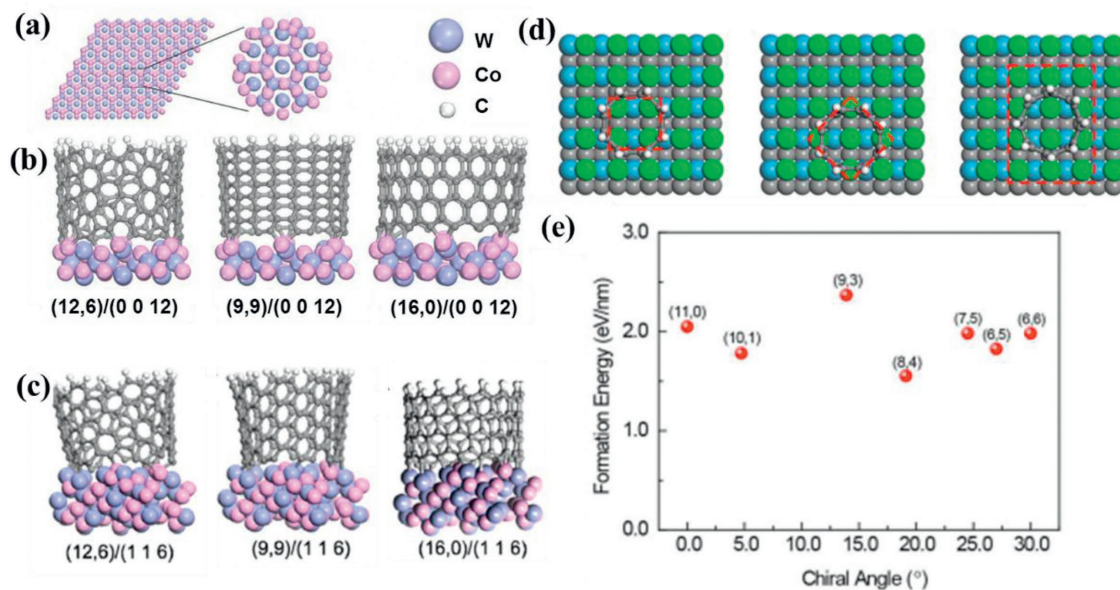 (a)
W
Co
C
(b)
(12,6)/(0 0 12)
(9,9)/(0 0 12)
(16,0)/(0 0 12)
(c)
(12,6)/(1 1 6)
(9,9)/(1 1 6)
(16,0)/(1 1 6)
(d)
(e)
Formation Energy (eV/nm)
3.0
2.0
1.0
0.0
(11,0)
(10,1)
(9,3)
(8,4)
(7,5)
(6,5)
(6,6)
0.0 5.0 10.0 15.0 20.0 25.0 30.0
Chiral Angle (°)